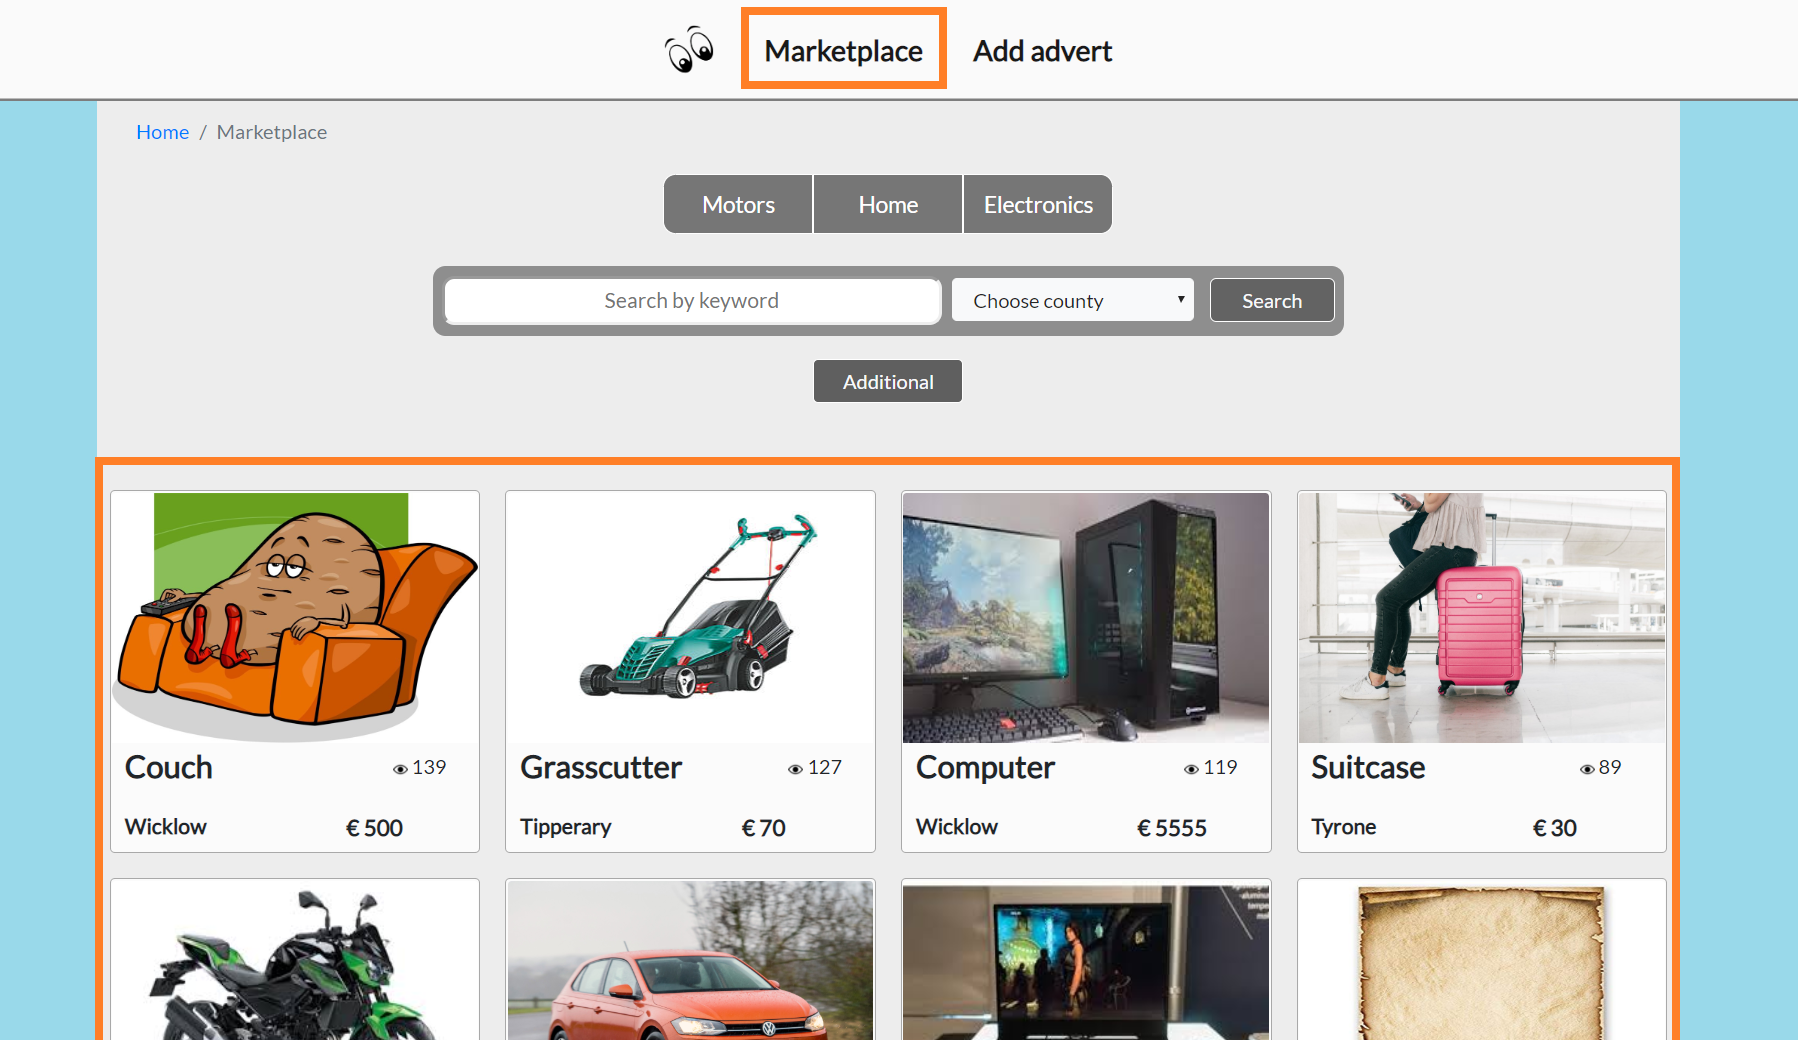 Marketplace Add advert
Home / Marketplace
Motors Home Electronics
Search by keyword Choose county Search
Additional
Couch 139
Wicklow € 500
Grasscutter 127
Tipperary € 70
Computer 119
Wicklow € 5555
Suitcase 89
Tyrone € 30